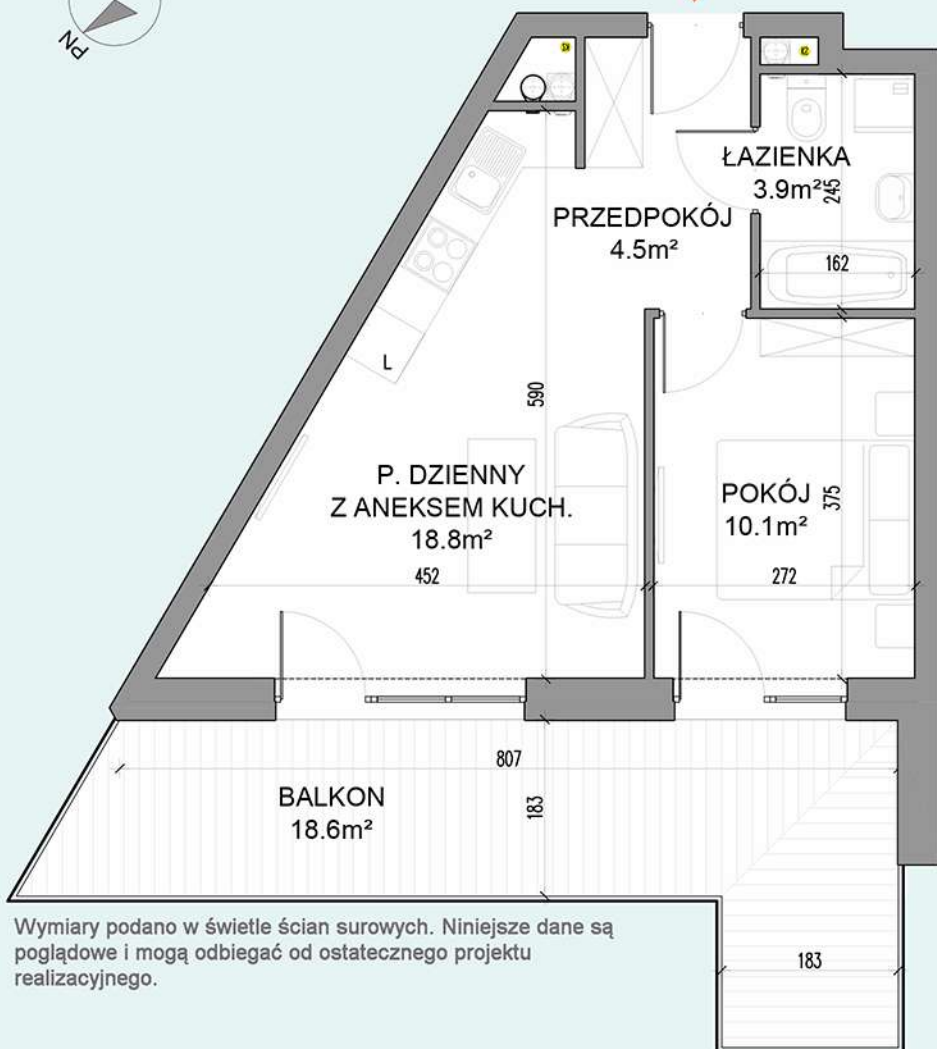 PN
ŁAZIENKA
3.9m²
245
PRZEDPOKÓJ
4.5m²
162
L
590
P. DZIENNY
Z ANEKSEM KUCH.
18.8m²
POKÓJ
10.1m²
375
452
272
807
BALKON
18.6m²
183
Wymiary podano w świetle ścian surowych. Niniejsze dane są
poglądowe i mogą odbiegać od ostatecznego projektu
realizacyjnego.
183